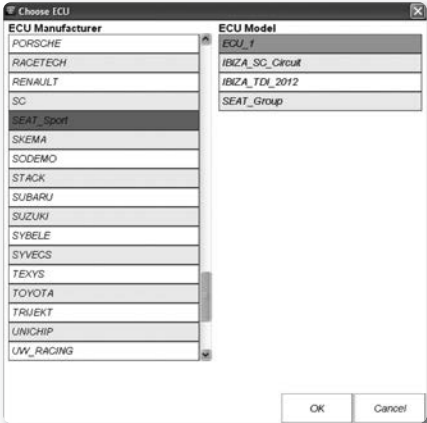 Choose ECU
ECU Manufacturer
PORSCHE
RACETECH
RENAULT
SC
SEAT_Sport
SKEMA
SODEMO
STACK
SUBARU
SUZUKI
SYBELE
SYVECS
TEXYS
TOYOTA
TRIJEKT
UNICHIP
UW_RACING
ECU Model
ECU_1
IBIZA_SC_Circuit
IBIZA_TDI_2012
SEAT_Group
OK
Cancel